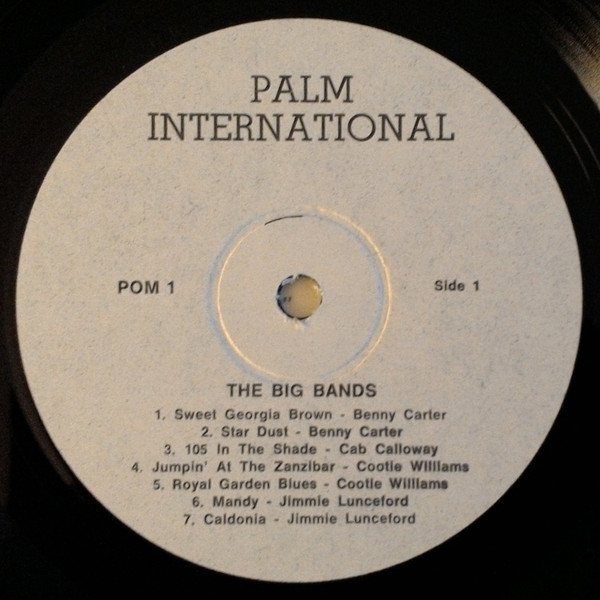 PALM
INTERNATIONAL
POM 1
Side 1
THE BIG BANDS
1. Sweet Georgia Brown - Benny Carter
2. Star Dust - Benny Carter
3. 105 In The Shade - Cab Calloway
4. Jumpin' At The Zanzibar - Cootie Williams
5. Royal Garden Blues - Cootie Williams
6. Mandy - Jimmie Lunceford
7. Caldonia - Jimmie Lunceford